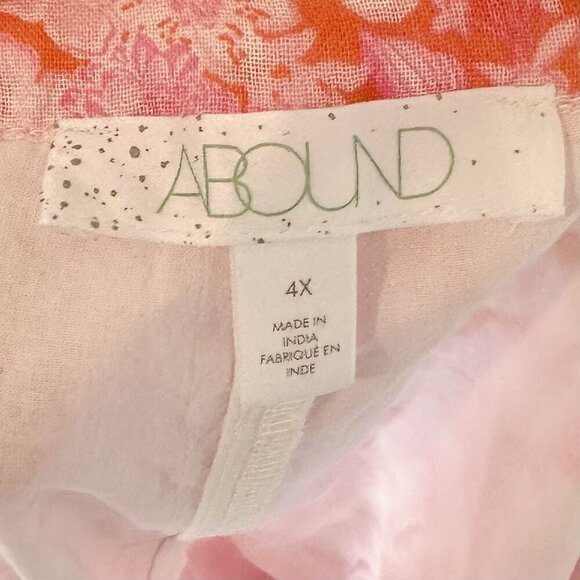 ABOUND
4X
MADE IN
INDIA
FABRIQUÉ EN
INDE